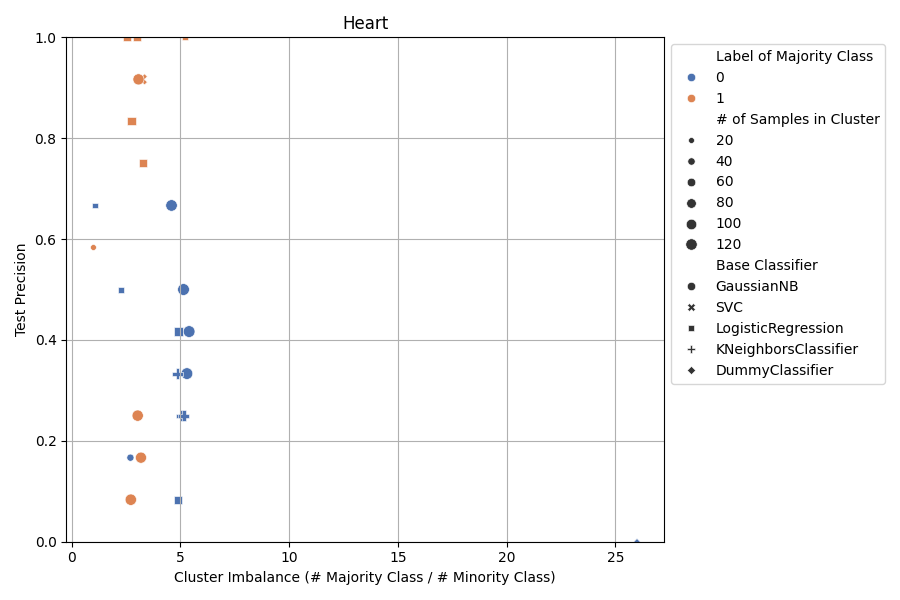 Heart
1.0
0.8
0.6
0.4
0.2
0.0
Test Precision
0
5
10
15
20
25
Cluster Imbalance (# Majority Class / # Minority Class)
Label of Majority Class
0
1
# of Samples in Cluster
20
40
60
80
100
120
Base Classifier
GaussianNB
SVC
LogisticRegression
KNeighborsClassifier
DummyClassifier